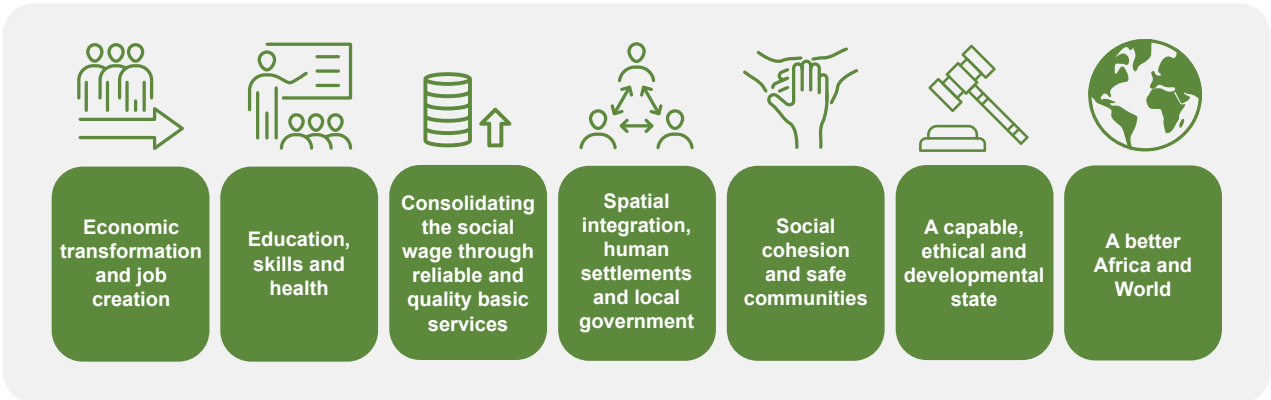 Economic
transformation
and job
creation
Education,
skills and
health
Consolidating
the social
wage through
reliable and
quality basic
services
Spatial
integration,
human
settlements
and local
government
Social
cohesion
and safe
communities
A capable,
ethical and
developmental
state
A better
Africa and
World